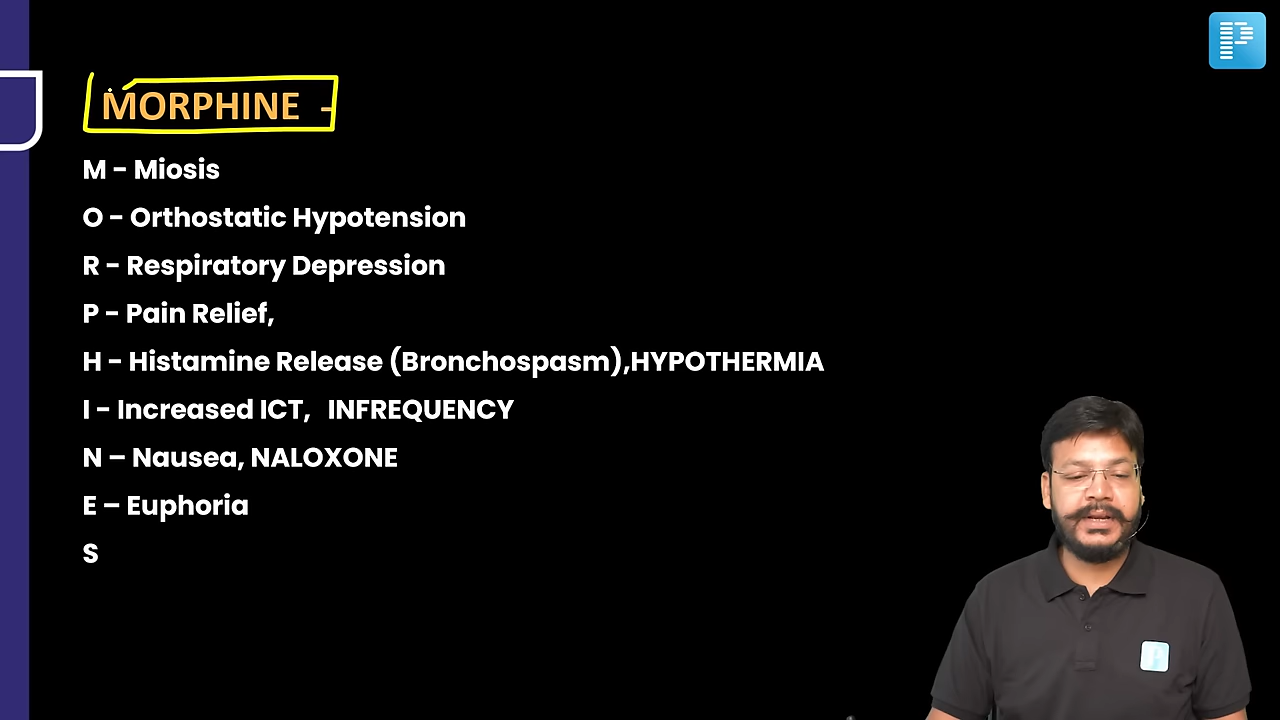 MORPHINE -
M - Miosis
O - Orthostatic Hypotension
R - Respiratory Depression
P - Pain Relief,
H - Histamine Release (Bronchospasm),HYPOTHERMIA
I - Increased ICT, INFREQUENCY
N – Nausea, NALOXONE
E – Euphoria
S